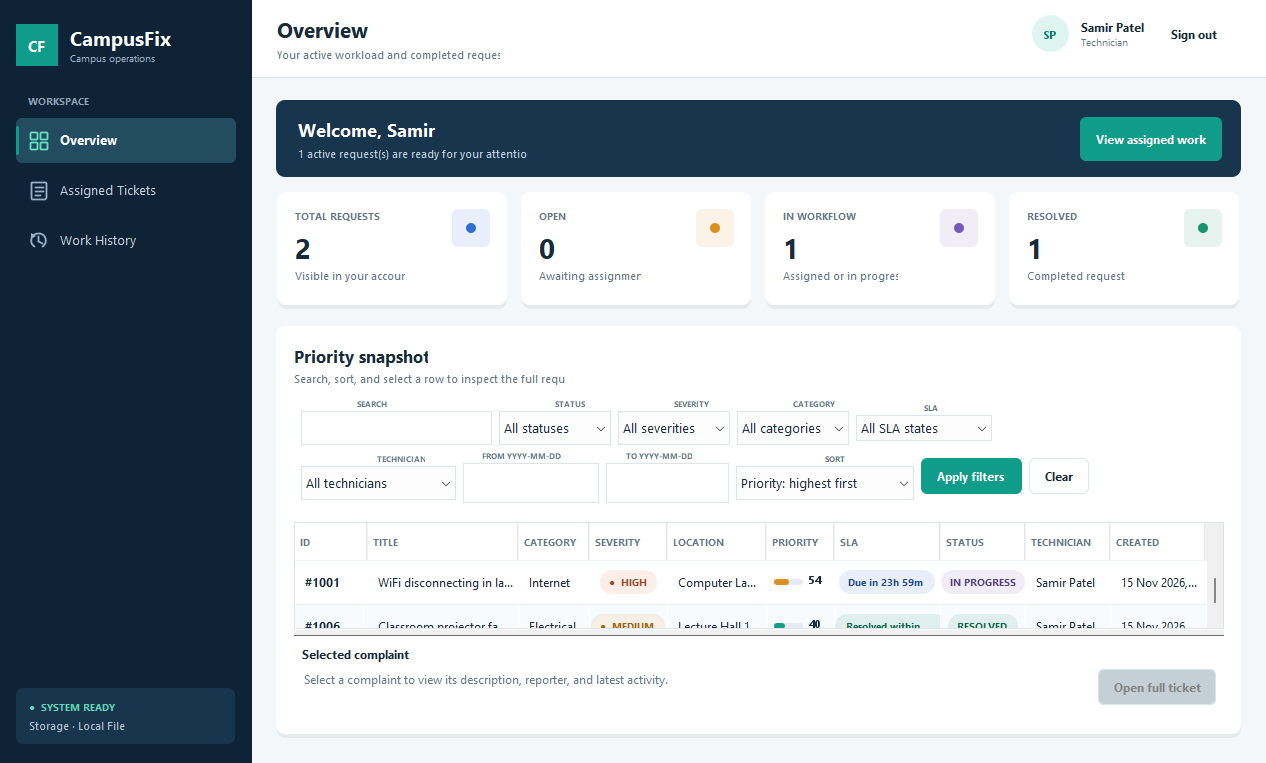 CF
CampusFix
Campus operations
WORKSPACE
Overview
Assigned Tickets
Work History
• SYSTEM READY
Storage · Local File
Overview
Your active workload and completed reques
SP
Samir Patel
Technician
Sign out
Welcome, Samir
1 active request(s) are ready for your attentio
View assigned work
TOTAL REQUESTS
2
Visible in your accour
OPEN
0
Awaiting assignmer
IN WORKFLOW
1
Assigned or in progres
RESOLVED
1
Completed request
Priority snapshot
Search, sort, and select a row to inspect the full requ
SEARCH STATUS SEVERITY CATEGORY SLA
All statuses All severities All categories All SLA states
TECHNICIAN FROM YYYY-MM-DD TO YYYY-MM-DD SORT
All technicians Priority: highest first Apply filters Clear
ID TITLE CATEGORY SEVERITY LOCATION PRIORITY SLA STATUS TECHNICIAN CREATED
#1001 WiFi disconnecting in la... Internet • HIGH Computer La... 54 Due in 23h 59m IN PROGRESS Samir Patel 15 Nov 2026,...
#1006 Classroom projector fa... Electrical • MEDIUM Lecture Hall 1 40 Resolved within RESOLVED Samir Patel 15 Nov 2026,...
Selected complaint
Select a complaint to view its description, reporter, and latest activity.
Open full ticket